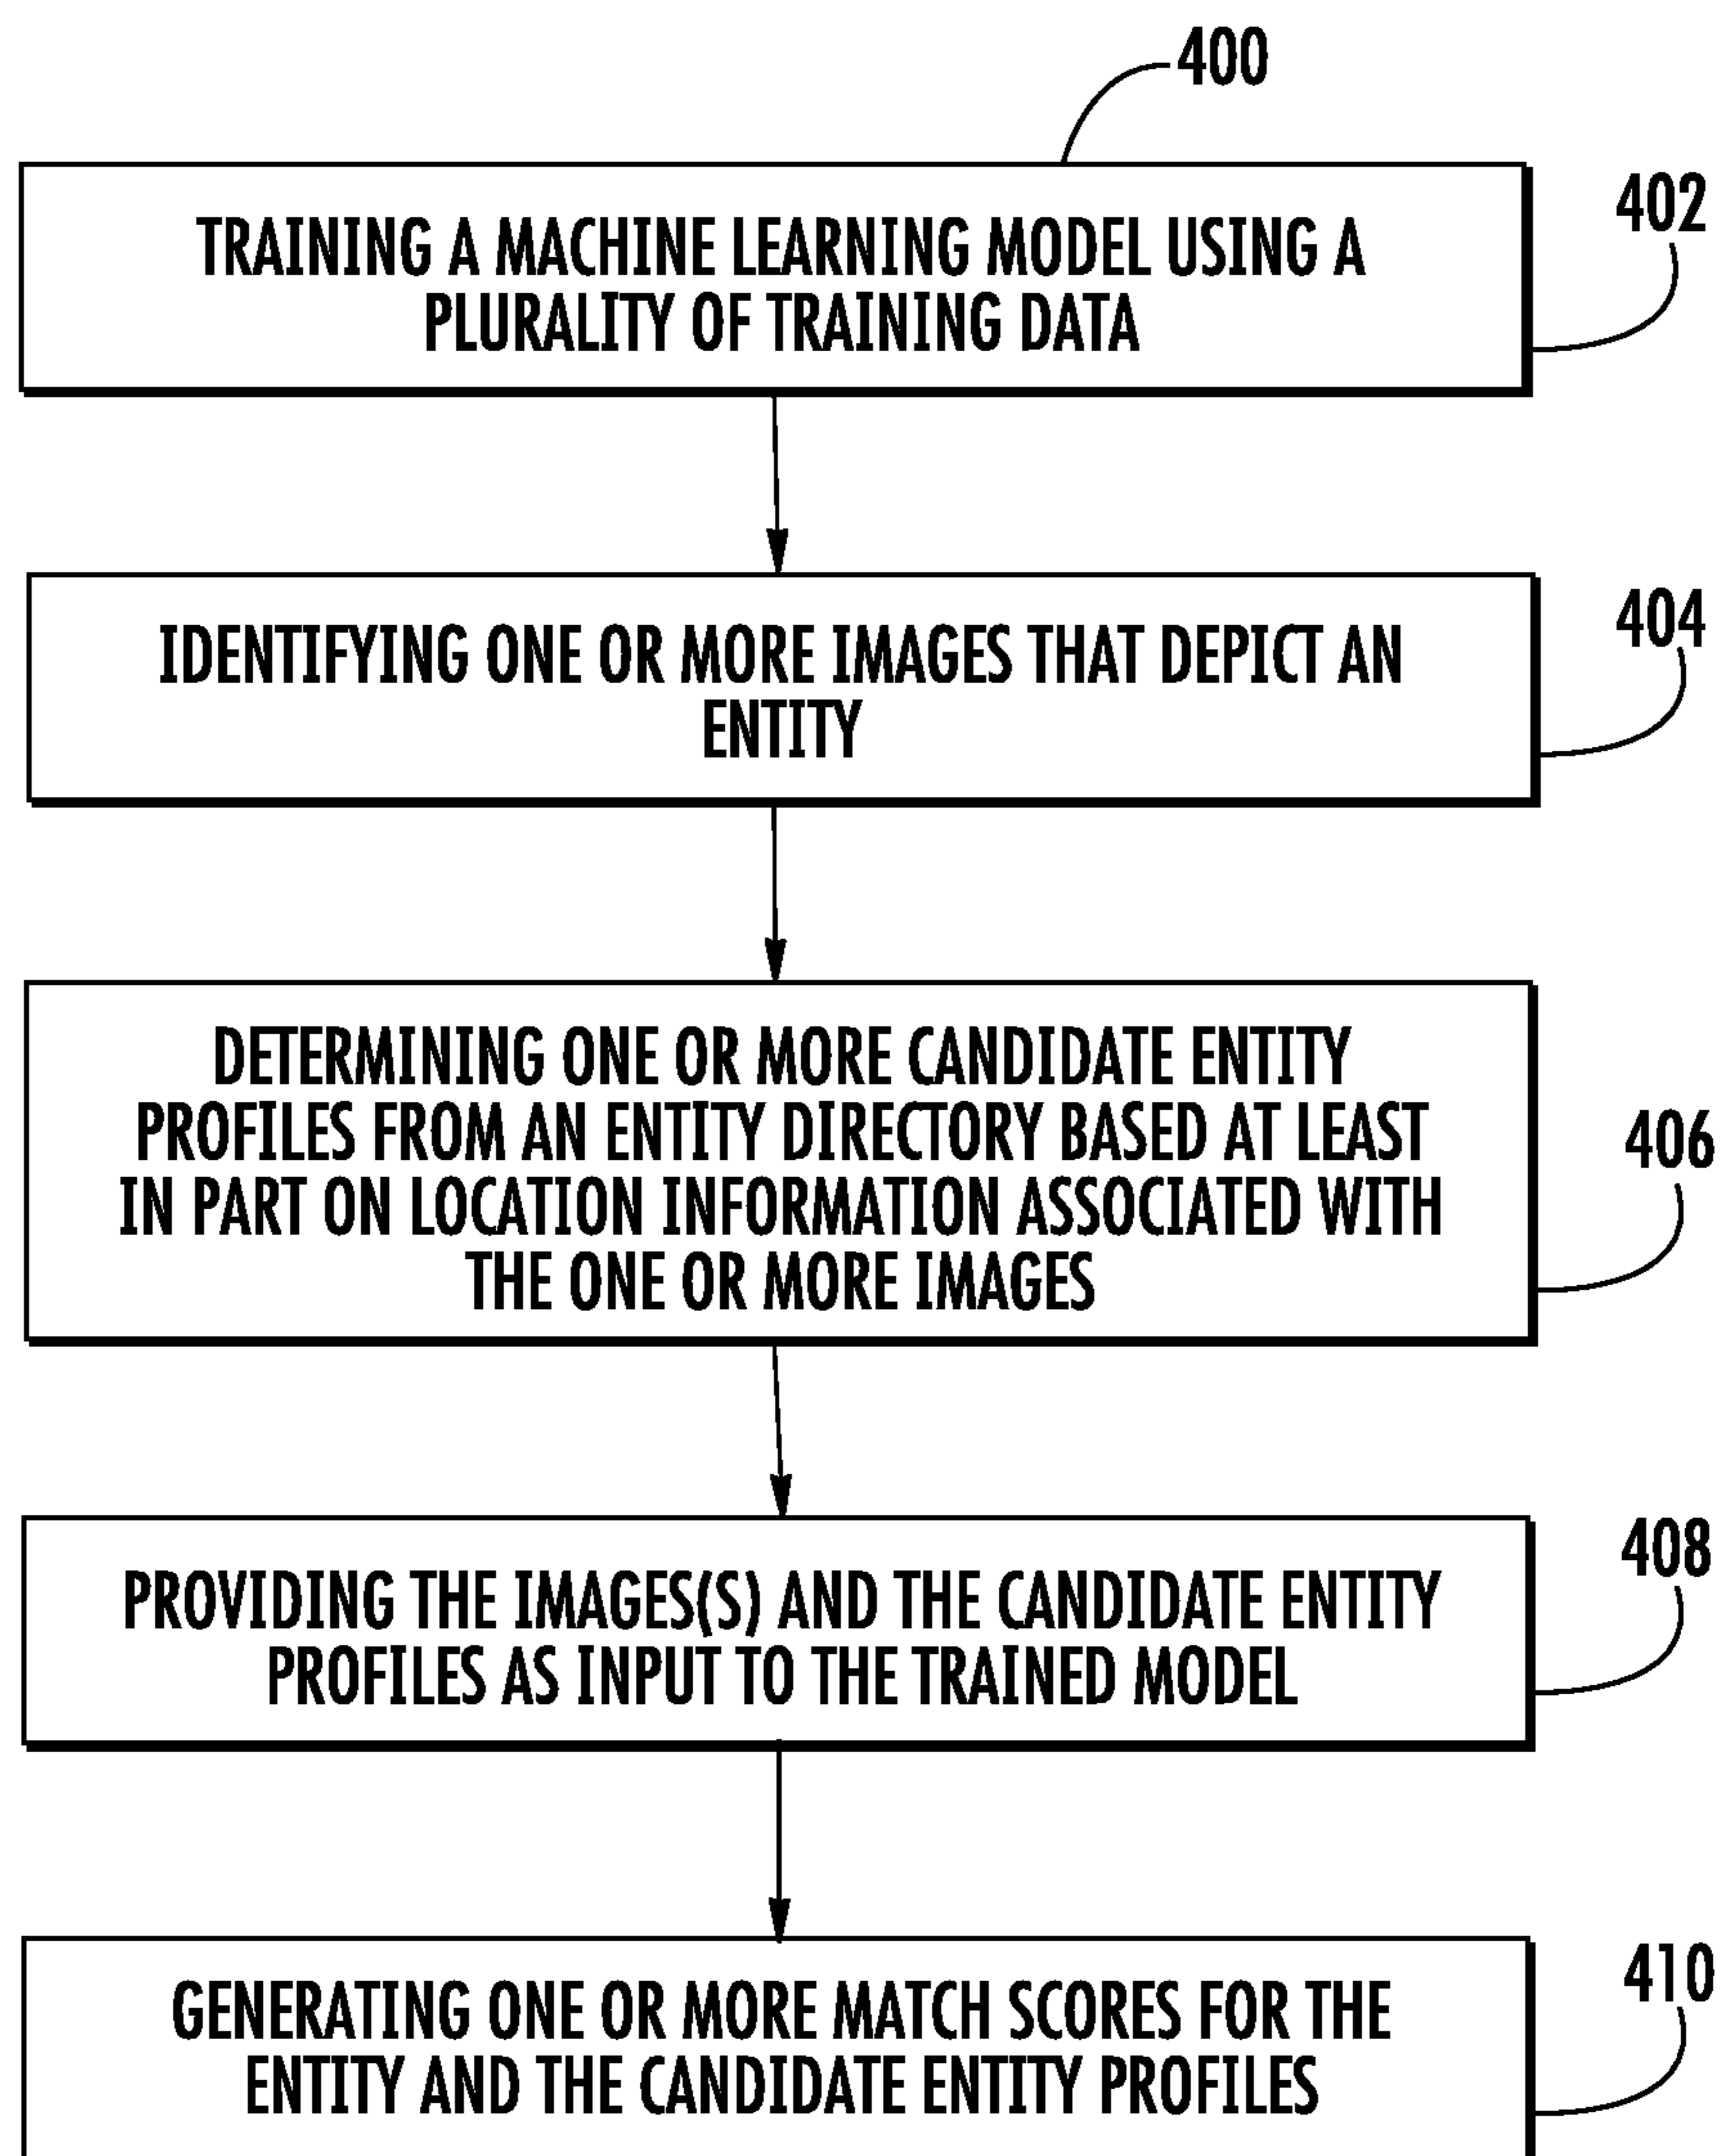 400
402
TRAINING A MACHINE LEARNING MODEL USING A
PLURALITY OF TRAINING DATA
404
IDENTIFYING ONE OR MORE IMAGES THAT DEPICT AN
ENTITY
406
DETERMINING ONE OR MORE CANDIDATE ENTITY
PROFILES FROM AN ENTITY DIRECTORY BASED AT LEAST
IN PART ON LOCATION INFORMATION ASSOCIATED WITH
THE ONE OR MORE IMAGES
408
PROVIDING THE IMAGES(S) AND THE CANDIDATE ENTITY
PROFILES AS INPUT TO THE TRAINED MODEL
410
GENERATING ONE OR MORE MATCH SCORES FOR THE
ENTITY AND THE CANDIDATE ENTITY PROFILES